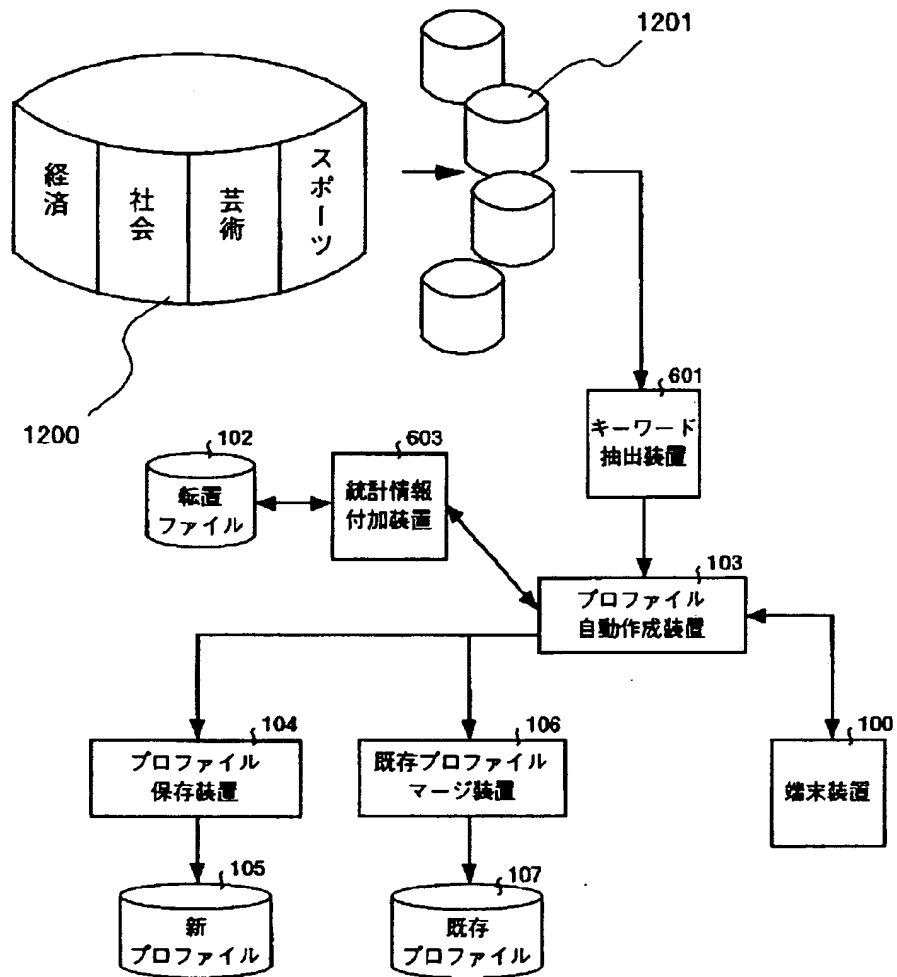 1201
経済
社会
芸術
スポーツ
1200
601
キーワード
抽出装置
102
転置
ファイル
603
統計情報
付加装置
103
プロファイル
自動作成装置
104
プロファイル
保存装置
106
既存プロファイル
マージ装置
100
端末装置
105
新
プロファイル
107
既存
プロファイル